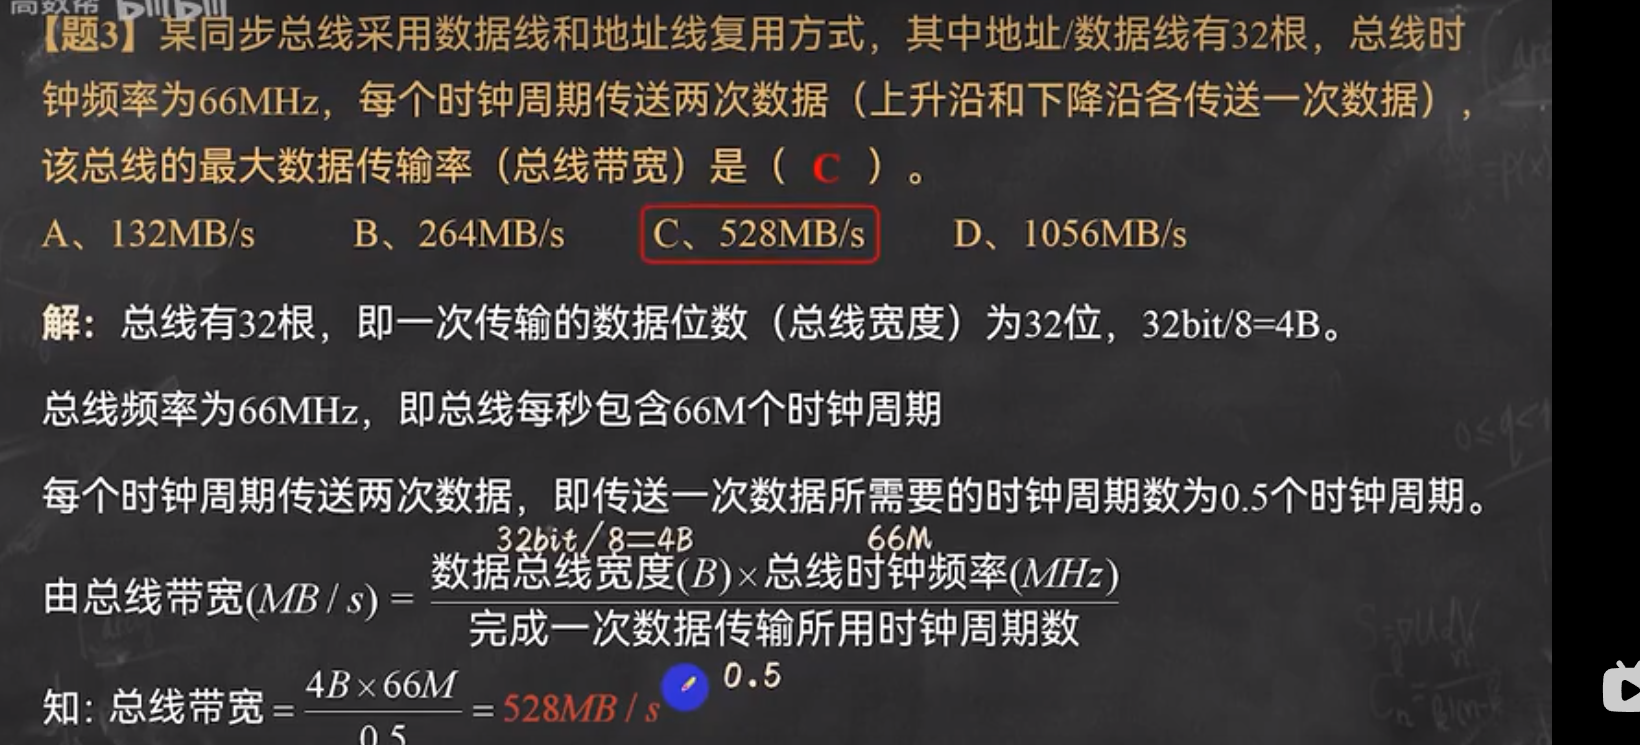 高数帮 bilibili
【题3】某同步总线采用数据线和地址线复用方式，其中地址/数据线有32根，总线时
钟频率为66MHz，每个时钟周期传送两次数据（上升沿和下降沿各传送一次数据），
该总线的最大数据传输率（总线带宽）是（ C ）。
A、132MB/s B、264MB/s C、528MB/s D、1056MB/s
解：总线有32根，即一次传输的数据位数（总线宽度）为32位，32bit/8=4B。
总线频率为66MHz，即总线每秒包含66M个时钟周期
每个时钟周期传送两次数据，即传送一次数据所需要的时钟周期数为0.5个时钟周期。
32bit/8=4B 66M
数据总线宽度(B)×总线时钟频率(MHz)
由总线带宽(MB/s) =
完成一次数据传输所用时钟周期数
0.5
4B×66M
知: 总线带宽 = = 528MB/s
0.5